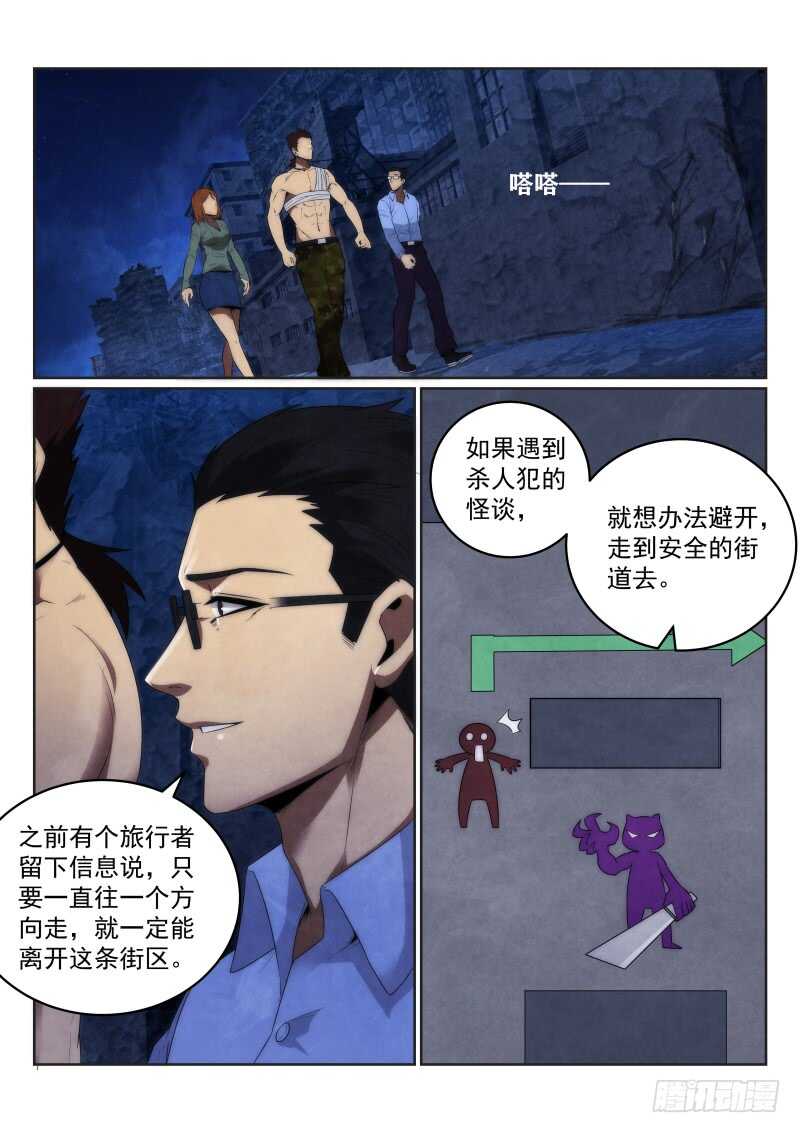 嗒嗒——
之前有个旅行者
留下信息说，只
要一直往一个方
向走，就一定能
离开这条街区。
如果遇到
杀人犯的
怪谈，
就想办法避开，
走到安全的街
道去。
腾讯动漫